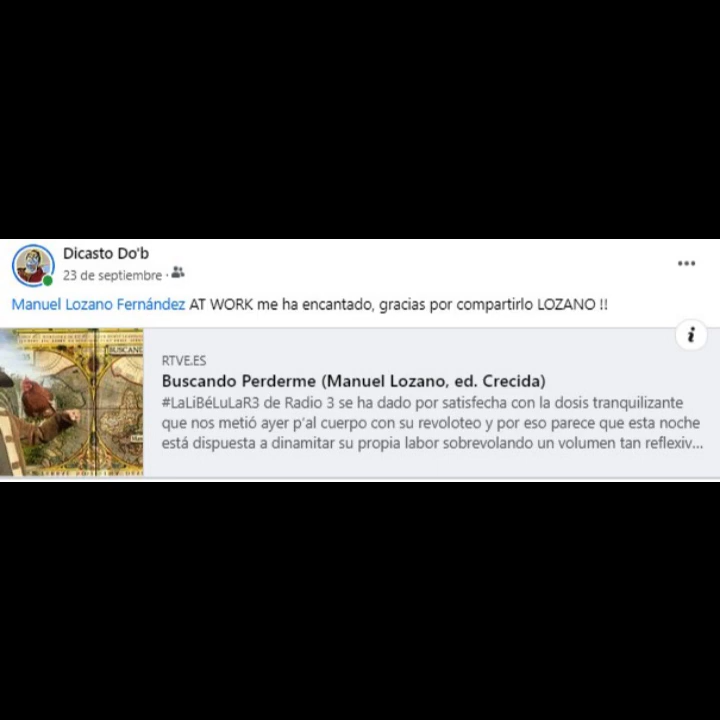 Dicasto Do'b
23 de septiembre ·
Manuel Lozano Fernández AT WORK me ha encantado, gracias por compartirlo LOZANO !!
BUSCAND
RTVE.ES
Buscando Perderme (Manuel Lozano, ed. Crecida)
#LaLiBéLuLaR3 de Radio 3 se ha dado por satisfecha con la dosis tranquilizante
que nos metió ayer p'al cuerpo con su revoloteo y por eso parece que esta noche
está dispuesta a dinamitar su propia labor sobrevolando un volumen tan reflexiv...